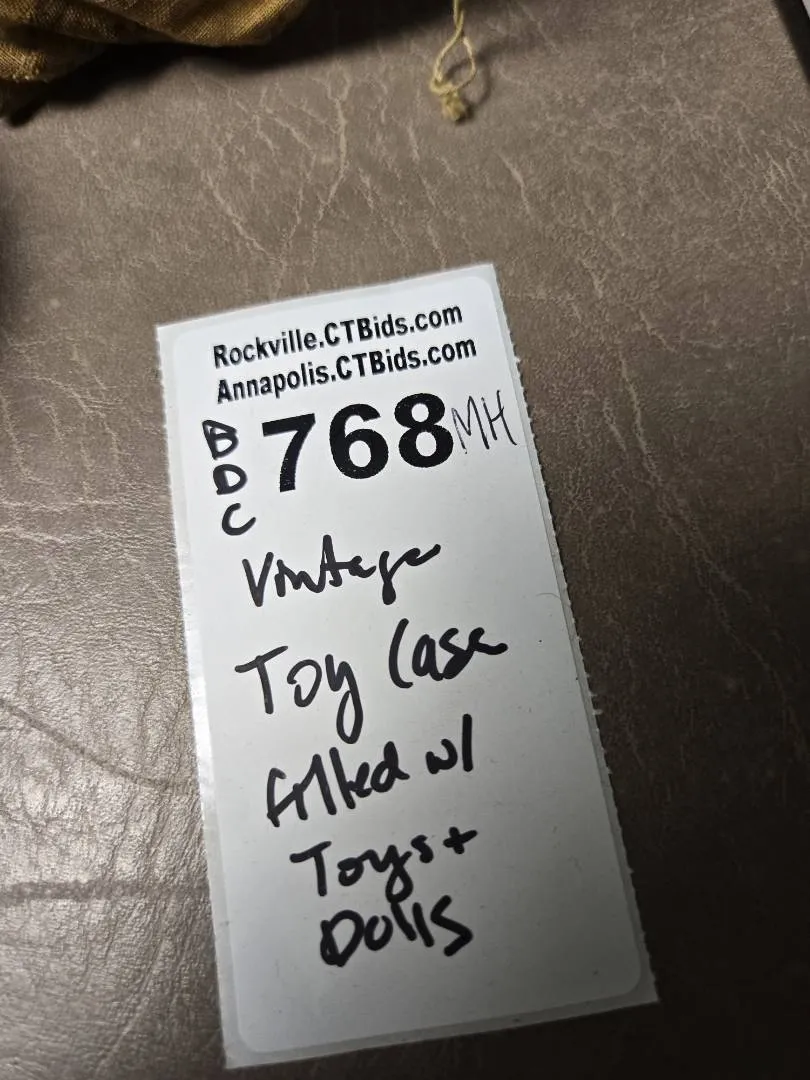 Rockville.CTBids.com
Annapolis.CTBids.com
B
D
C
768 MH
Vintage
Toy Case
filled w/
Toys +
Dolls